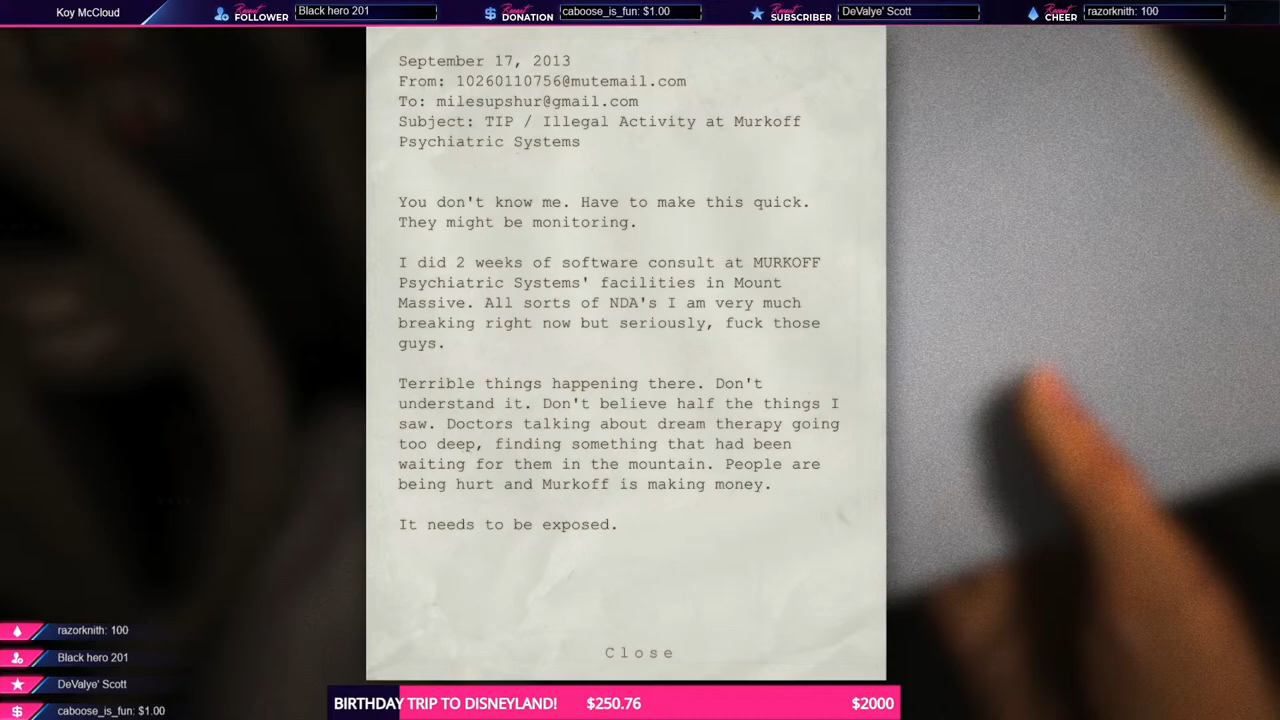 Koy McCloud
Recent FOLLOWER
Black hero 201
Recent DONATION
caboose_is_fun: $1.00
Recent SUBSCRIBER
DeValye' Scott
Recent CHEER
razorknith: 100
September 17, 2013
From: 10260110756@mutemail.com
To: milesupshur@gmail.com
Subject: TIP / Illegal Activity at Murkoff
Psychiatric Systems
You don't know me. Have to make this quick.
They might be monitoring.
I did 2 weeks of software consult at MURKOFF
Psychiatric Systems' facilities in Mount
Massive. All sorts of NDA's I am very much
breaking right now but seriously, fuck those
guys.
Terrible things happening there. Don't
understand it. Don't believe half the things I
saw. Doctors talking about dream therapy going
too deep, finding something that had been
waiting for them in the mountain. People are
being hurt and Murkoff is making money.
It needs to be exposed.
Close
razorknith: 100
Black hero 201
DeValye' Scott
caboose_is_fun: $1.00
BIRTHDAY TRIP TO DISNEYLAND! $250.76 $2000